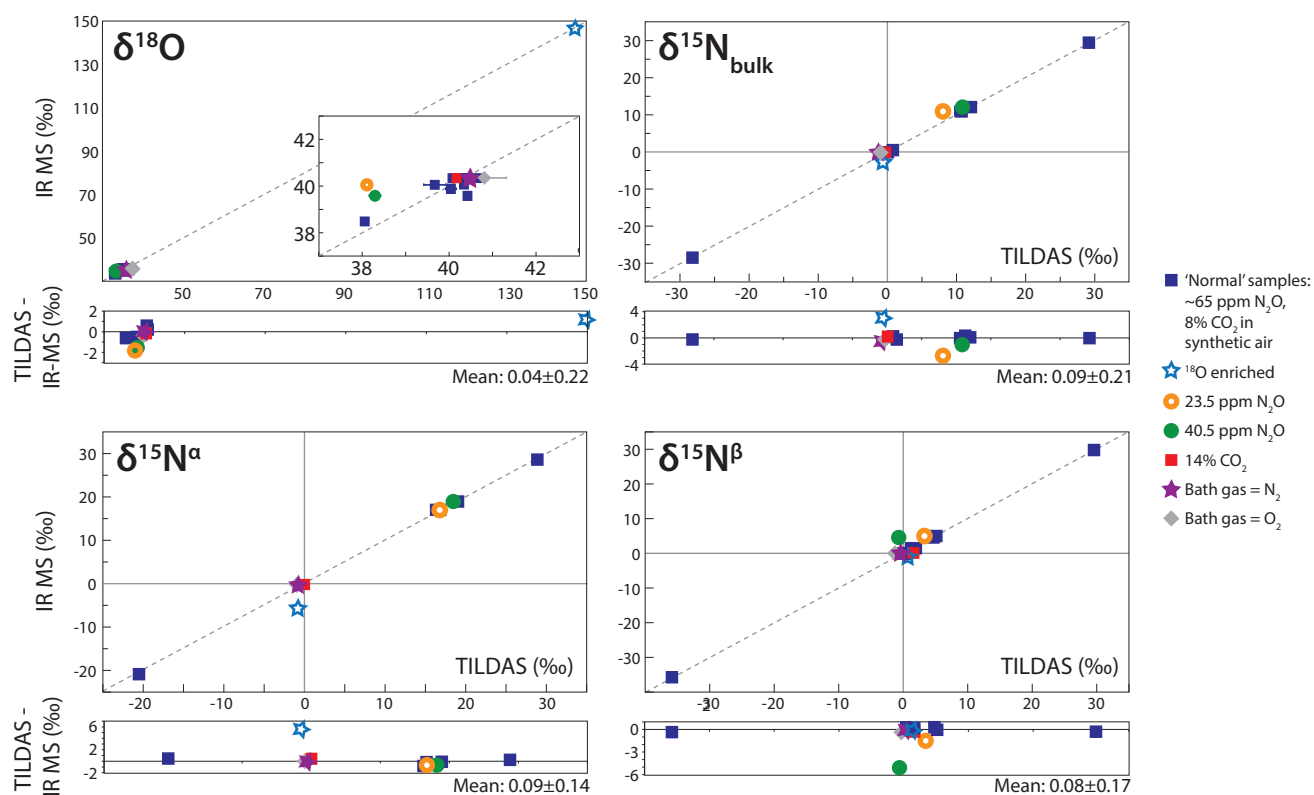 δ¹⁸O
IR MS (‰)
150
130
110
90
70
50
43
42
41
40
38
38
40
42
50
70
90
110
130
150
TILDAS -
IR-MS (‰)
2
0
-2
Mean: 0.04±0.22
δ¹⁵N bulk
30
20
10
0
-10
-20
-30
TILDAS (‰)
-30
-20
-10
0
10
20
30
4
0
-4
Mean: 0.09±0.21
'Normal' samples:
~65 ppm N₂O,
8% CO₂ in
synthetic air
¹⁸O enriched
23.5 ppm N₂O
40.5 ppm N₂O
14% CO₂
Bath gas = N₂
Bath gas = O₂
δ¹⁵Nᵅ
IR MS (‰)
30
20
10
0
-10
-20
TILDAS (‰)
-20
-10
0
10
20
30
TILDAS -
IR MS (‰)
6
2
-2
Mean: 0.09±0.14
δ¹⁵Nᵝ
30
20
10
0
-10
-20
-30
TILDAS (‰)
-30
-10
0
10
20
30
0
-3
-6
Mean: 0.08±0.17